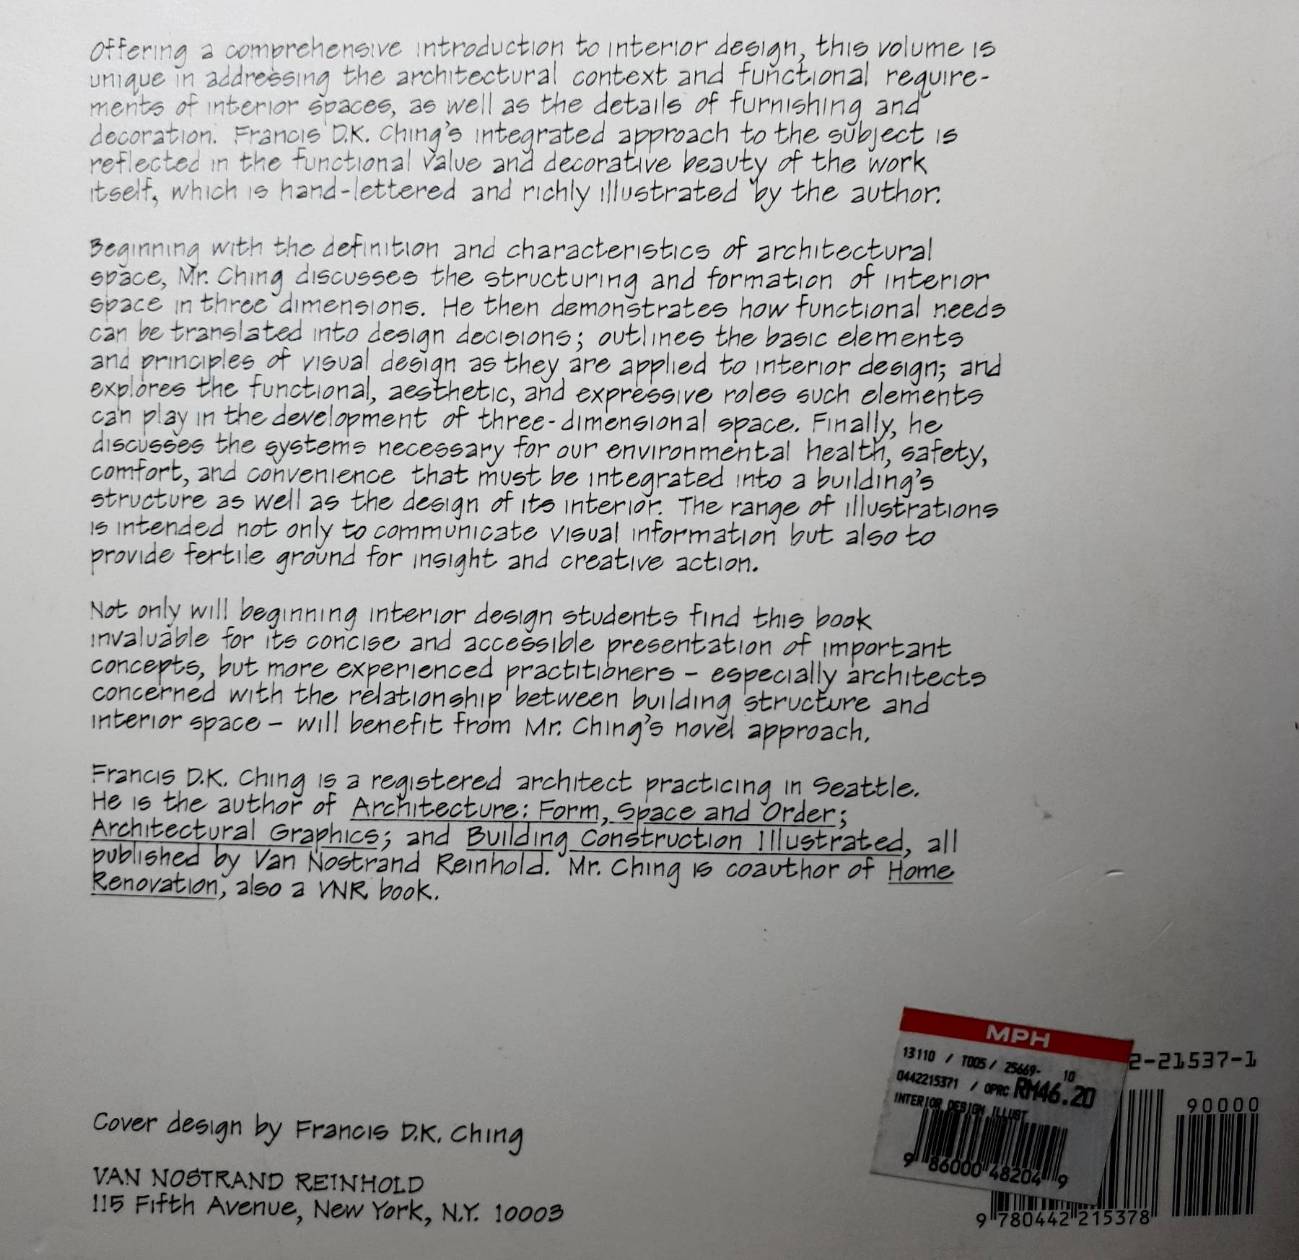 Offering a comprehensive introduction to interior design, this volume is
unique in addressing the architectural context and functional require-
ments of interior spaces, as well as the details of furnishing and
decoration. Francis D.K. Ching's integrated approach to the subject is
reflected in the functional value and decorative beauty of the work
itself, which is hand-lettered and richly illustrated by the author.
Beginning with the definition and characteristics of architectural
space, Mr. Ching discusses the structuring and formation of interior
space in three dimensions. He then demonstrates how functional needs
can be translated into design decisions; outlines the basic elements
and principles of visual design as they are applied to interior design; and
explores the functional, aesthetic, and expressive roles such elements
can play in the development of three-dimensional space. Finally, he
discusses the systems necessary for our environmental health, safety,
comfort, and convenience that must be integrated into a building's
structure as well as the design of its interior. The range of illustrations
is intended not only to communicate visual information but also to
provide fertile ground for insight and creative action.
Not only will beginning interior design students find this book
invaluable for its concise and accessible presentation of important
concepts, but more experienced practitioners - especially architects
concerned with the relationship between building structure and
interior space - will benefit from Mr. Ching's novel approach.
Francis D.K. Ching is a registered architect practicing in Seattle.
He is the author of Architecture: Form, Space and Order;
Architectural Graphics; and Building Construction Illustrated, all
published by Van Nostrand Reinhold. Mr. Ching is coauthor of Home
Renovation, also a VNR book.
Cover design by Francis D.K. Ching
VAN NOSTRAND REINHOLD
115 Fifth Avenue, New York, N.Y. 10003
MPH
13110 / T005 / 25669- 10
0442215371 / OPRC RM46.20
INTERIOR DESIGN ILLUST
9 86000 48204 9
2-21537-1
90000
9 780442 215378